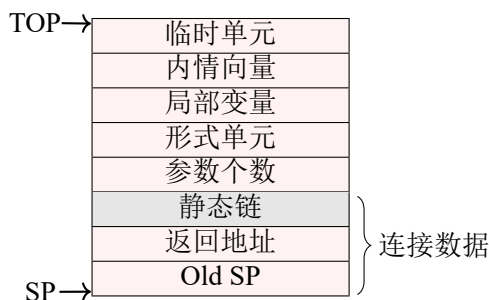 TOP
临时单元
内情向量
局部变量
形式单元
参数个数
静态链
返回地址
连接数据
Old SP
SP